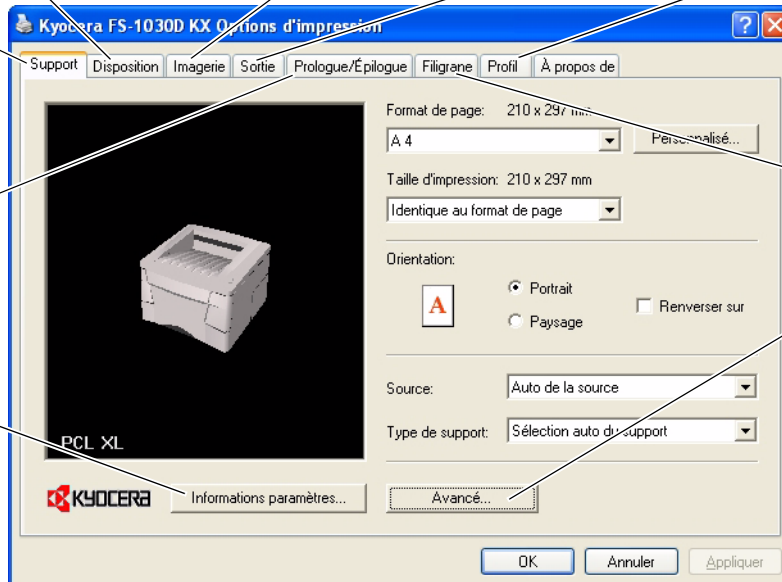 Kyocera FS-1030D KX Options d'impression
Support Disposition Imagerie Sortie Prologue/Épilogue Filigrane Profil À propos de
Format de page: 210 x 297 mm
A 4 Personnalisé...
Taille d'impression: 210 x 297 mm
Identique au format de page
Orientation:
A Portrait
Renverser sur
Paysage
Source: Auto de la source
Type de support: Sélection auto du support
PCL XL
KYOCERA Informations paramètres... Avancé...
OK Annuler Appliquer